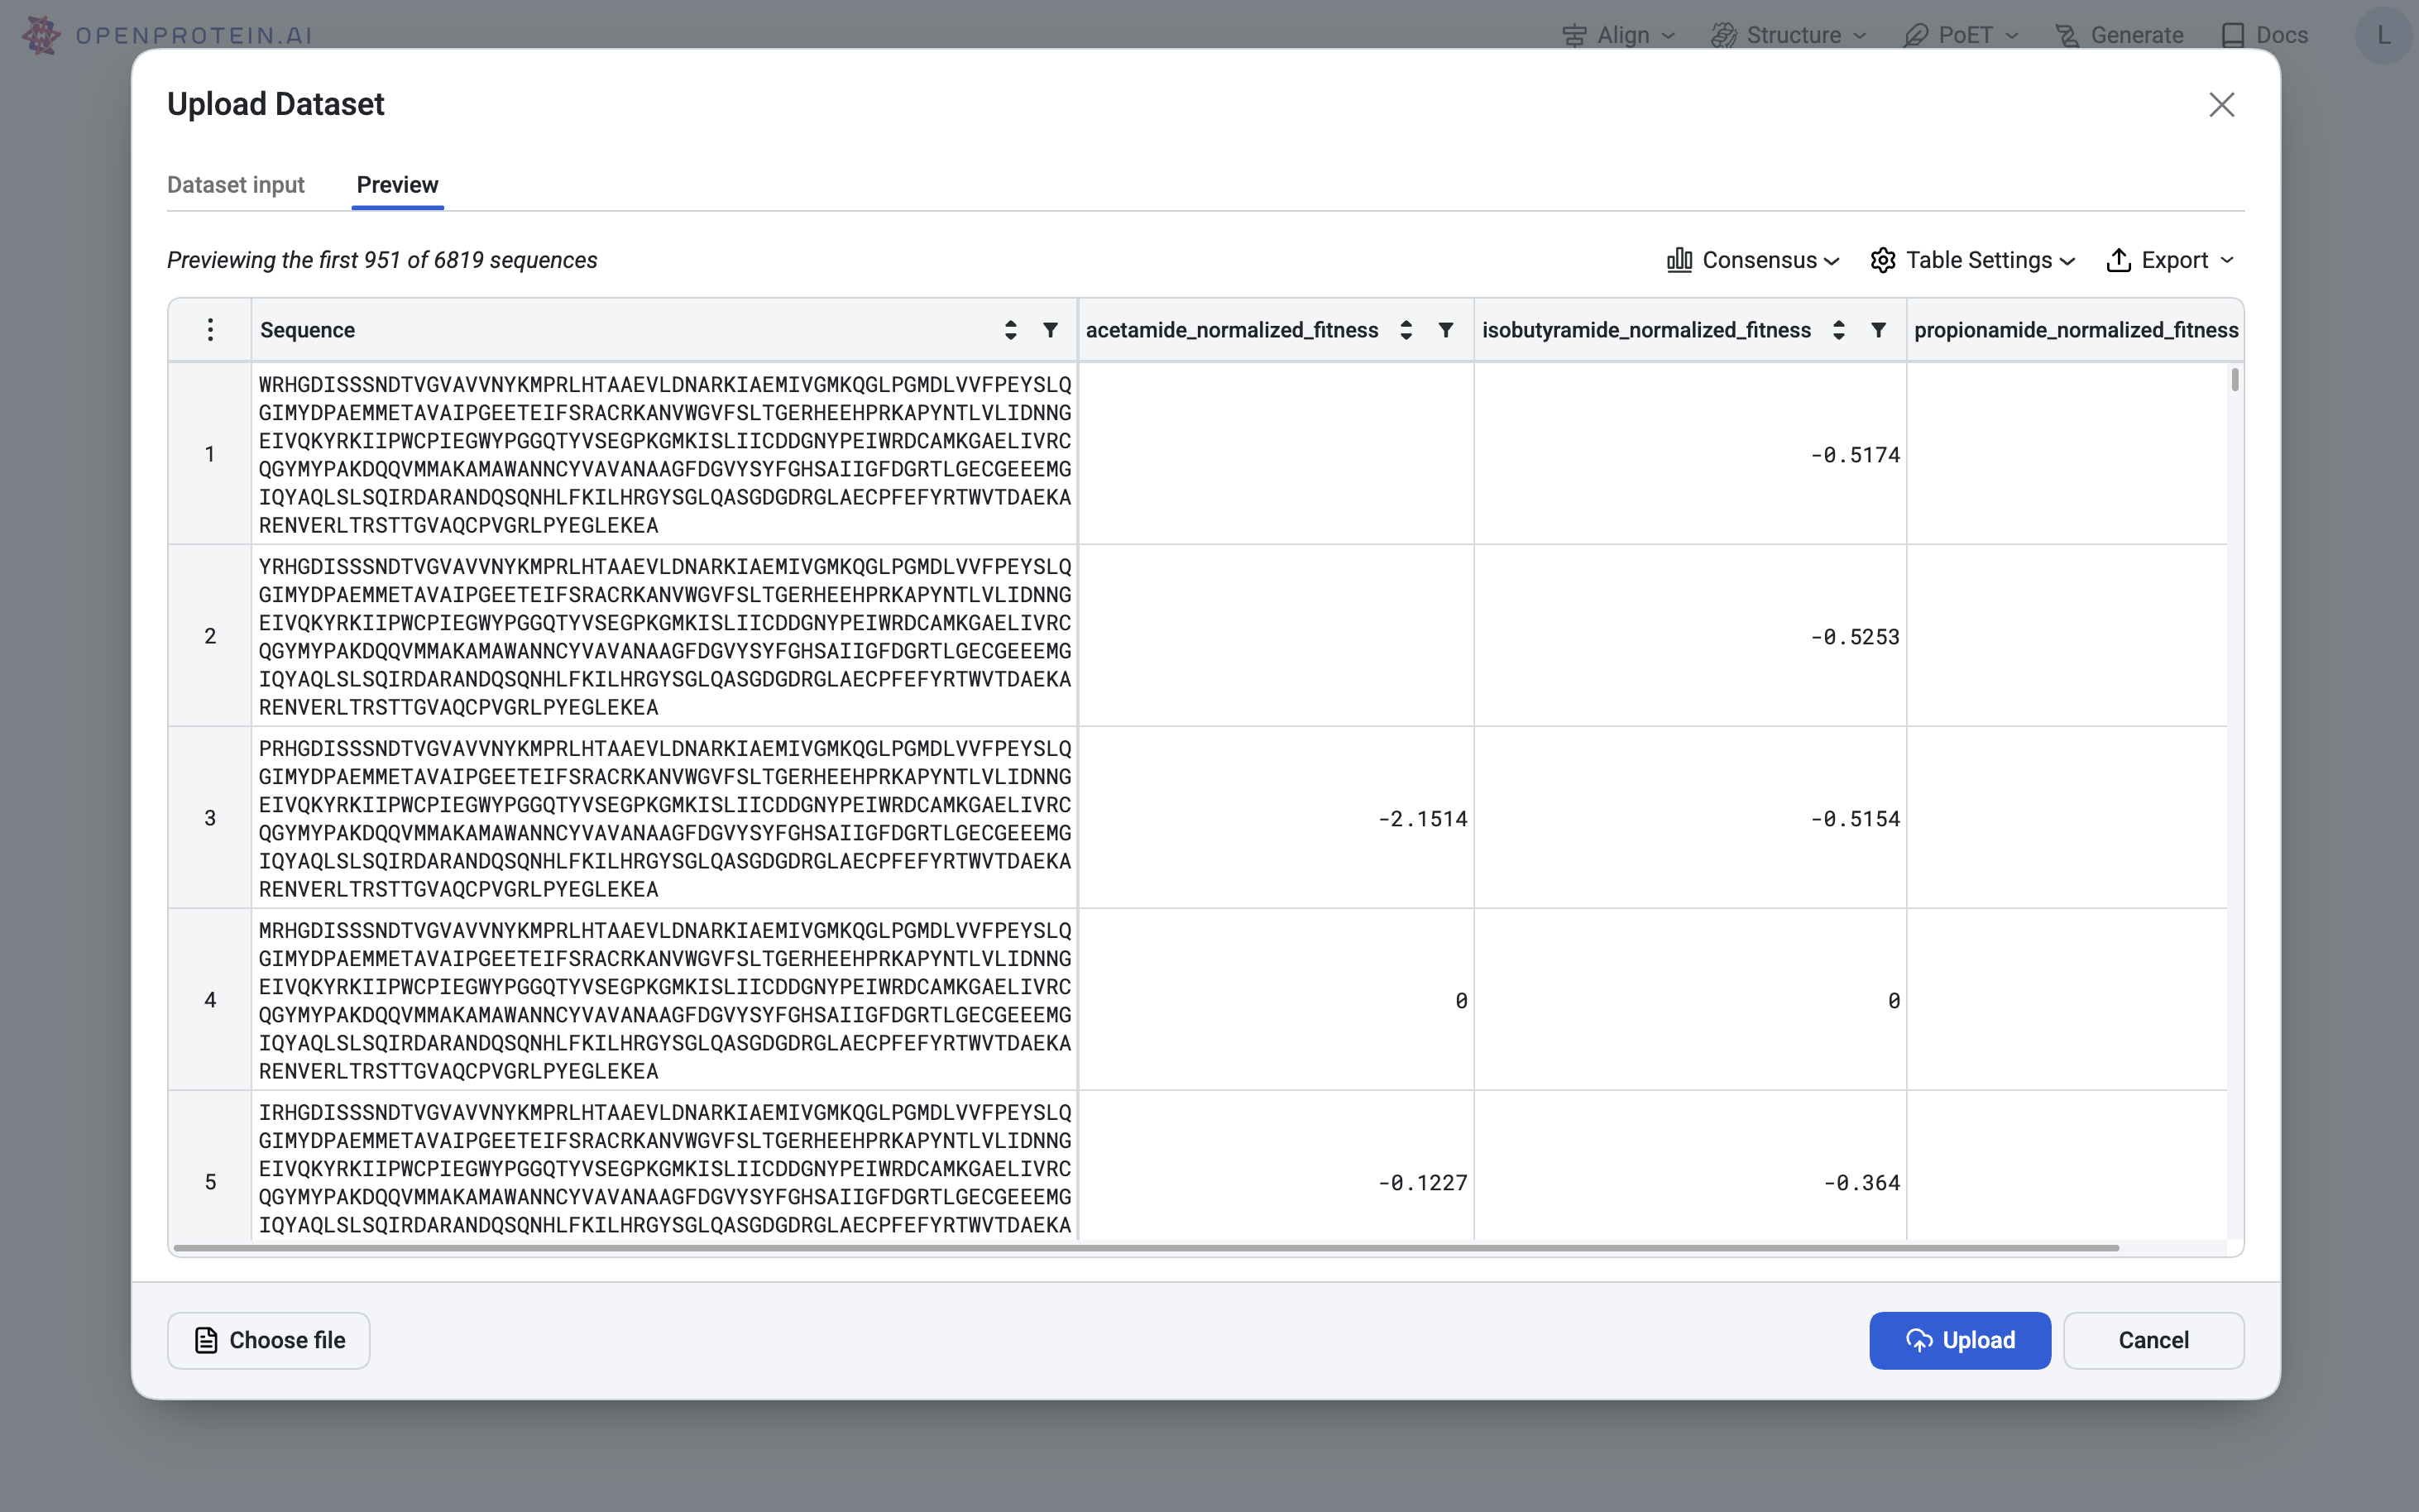 OPENPROTEIN.AI
Align
Structure
PoET
Generate
Docs
L
Upload Dataset
Dataset input
Preview
Previewing the first 951 of 6819 sequences
Consensus
Table Settings
Export
Sequence
acetamide_normalized_fitness
isobutyramide_normalized_fitness
propionamide_normalized_fitness
1
WRHGDISSSNDTVGVAVVNYKMPRLHTAAEVLDNARKIAEMIVGMKQGLPGMDLVVFPEYSLQ
GIMYDPAEMMETAVAIPGEETEIFSRACRKANVWGVFSLTGERHEEHPRKAPYNTLVLIDNNG
EIVQKYRKIIPWCPIEGWYPGGQTYVSEGPKGMKISLIICDDGNYPEIWRDCAMKGAELIVRC
QGYMYPAKDQQVMMAKAMAWANNCYVAVANAAGFDGVYSYFGHSAIIGFDGRTLGECGEEEMG
IQYAQLSLSQIRDARANDQSQNHLFKILHRGYSGLQASGDGDRGLAECPFEFYRTWVTDAEKA
RENVERLTRSTTGVAQCPVGRLPYEGLEKEA
-0.5174
2
YRHGDISSSNDTVGVAVVNYKMPRLHTAAEVLDNARKIAEMIVGMKQGLPGMDLVVFPEYSLQ
GIMYDPAEMMETAVAIPGEETEIFSRACRKANVWGVFSLTGERHEEHPRKAPYNTLVLIDNNG
EIVQKYRKIIPWCPIEGWYPGGQTYVSEGPKGMKISLIICDDGNYPEIWRDCAMKGAELIVRC
QGYMYPAKDQQVMMAKAMAWANNCYVAVANAAGFDGVYSYFGHSAIIGFDGRTLGECGEEEMG
IQYAQLSLSQIRDARANDQSQNHLFKILHRGYSGLQASGDGDRGLAECPFEFYRTWVTDAEKA
RENVERLTRSTTGVAQCPVGRLPYEGLEKEA
-0.5253
3
PRHGDISSSNDTVGVAVVNYKMPRLHTAAEVLDNARKIAEMIVGMKQGLPGMDLVVFPEYSLQ
GIMYDPAEMMETAVAIPGEETEIFSRACRKANVWGVFSLTGERHEEHPRKAPYNTLVLIDNNG
EIVQKYRKIIPWCPIEGWYPGGQTYVSEGPKGMKISLIICDDGNYPEIWRDCAMKGAELIVRC
QGYMYPAKDQQVMMAKAMAWANNCYVAVANAAGFDGVYSYFGHSAIIGFDGRTLGECGEEEMG
IQYAQLSLSQIRDARANDQSQNHLFKILHRGYSGLQASGDGDRGLAECPFEFYRTWVTDAEKA
RENVERLTRSTTGVAQCPVGRLPYEGLEKEA
-2.1514
-0.5154
4
MRHGDISSSNDTVGVAVVNYKMPRLHTAAEVLDNARKIAEMIVGMKQGLPGMDLVVFPEYSLQ
GIMYDPAEMMETAVAIPGEETEIFSRACRKANVWGVFSLTGERHEEHPRKAPYNTLVLIDNNG
EIVQKYRKIIPWCPIEGWYPGGQTYVSEGPKGMKISLIICDDGNYPEIWRDCAMKGAELIVRC
QGYMYPAKDQQVMMAKAMAWANNCYVAVANAAGFDGVYSYFGHSAIIGFDGRTLGECGEEEMG
IQYAQLSLSQIRDARANDQSQNHLFKILHRGYSGLQASGDGDRGLAECPFEFYRTWVTDAEKA
RENVERLTRSTTGVAQCPVGRLPYEGLEKEA
0
0
5
IRHGDISSSNDTVGVAVVNYKMPRLHTAAEVLDNARKIAEMIVGMKQGLPGMDLVVFPEYSLQ
GIMYDPAEMMETAVAIPGEETEIFSRACRKANVWGVFSLTGERHEEHPRKAPYNTLVLIDNNG
EIVQKYRKIIPWCPIEGWYPGGQTYVSEGPKGMKISLIICDDGNYPEIWRDCAMKGAELIVRC
QGYMYPAKDQQVMMAKAMAWANNCYVAVANAAGFDGVYSYFGHSAIIGFDGRTLGECGEEEMG
IQYAQLSLSQIRDARANDQSQNHLFKILHRGYSGLQASGDGDRGLAECPFEFYRTWVTDAEKA
-0.1227
-0.364
Choose file
Upload
Cancel